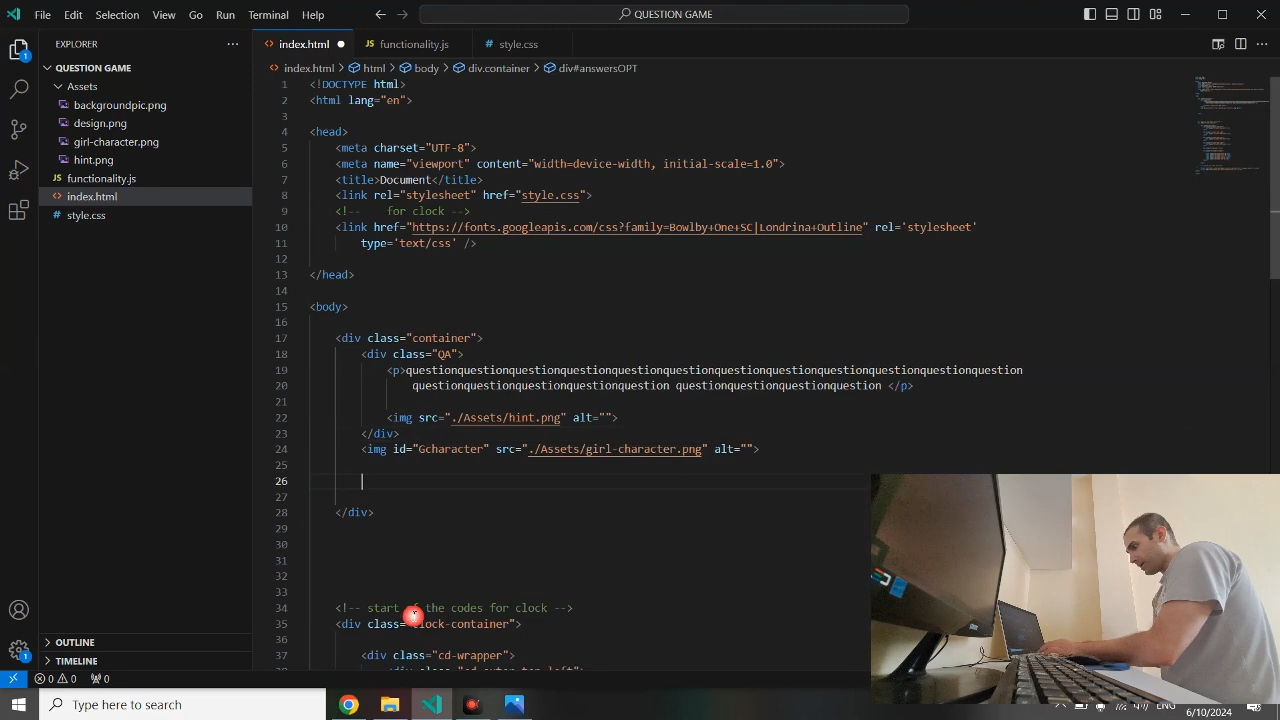 File Edit Selection View Go Run Terminal Help
QUESTION GAME
EXPLORER
index.html
functionality.js
style.css
QUESTION GAME
index.html > html > body > div.container > div#answersOPT
Assets
backgroundpic.png
design.png
girl-character.png
hint.png
functionality.js
index.html
style.css
1 <!DOCTYPE html>
2 <html lang="en">
3
4 <head>
5 <meta charset="UTF-8">
6 <meta name="viewport" content="width=device-width, initial-scale=1.0">
7 <title>Document</title>
8 <link rel="stylesheet" href="style.css">
9 <!-- for clock -->
10 <link href="https://fonts.googleapis.com/css?family=Bowlby+One+SC|Londrina+Outline" rel='stylesheet'
11 type='text/css' />
12
13 </head>
14
15 <body>
16
17 <div class="container">
18 <div class="QA">
19 <p>questionquestionquestionquestionquestionquestionquestionquestionquestionquestionquestionquestion
20 questionquestionquestionquestionquestion questionquestionquestionquestion </p>
21
22 <img src="./Assets/hint.png" alt="">
23 </div>
24 <img id="Gcharacter" src="./Assets/girl-character.png" alt="">
25
26
27
28 </div>
29
30
31
32
33
34 <!-- start of the codes for clock -->
35 <div class="clock-container">
36
37 <div class="cd-wrapper">
OUTLINE
TIMELINE
1
1
0 0 0
Type here to search
ENG
6/10/2024